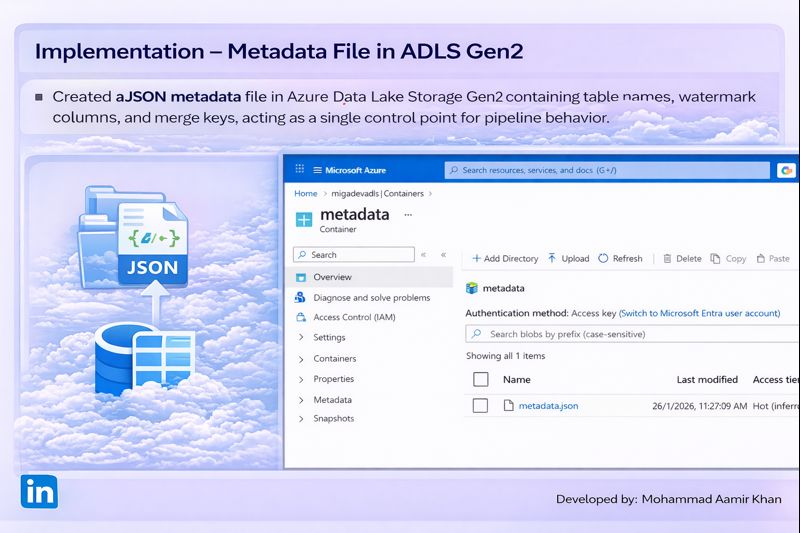 Implementation – Metadata File in ADLS Gen2
■ Created aJSON metadata file in Azure Data Lake Storage Gen2 containing table names, watermark
columns, and merge keys, acting as a single control point for pipeline behavior.
Microsoft Azure
Search resources, services, and docs (G+/)
Home > migadevadls | Containers >
metadata ...
Container
Search
Overview
Diagnose and solve problems
Access Control (IAM)
Settings
Containers
Properties
Metadata
Snapshots
Add Directory Upload Refresh Delete Copy Paste
metadata
Authentication method: Access key (Switch to Microsoft Entra user account)
Search blobs by prefix (case-sensitive)
Showing all 1 items
Name Last modified Access tier
metadata.json 26/1/2026, 11:27:09 AM Hot (inferre
JSON
in
Developed by: Mohammad Aamir Khan